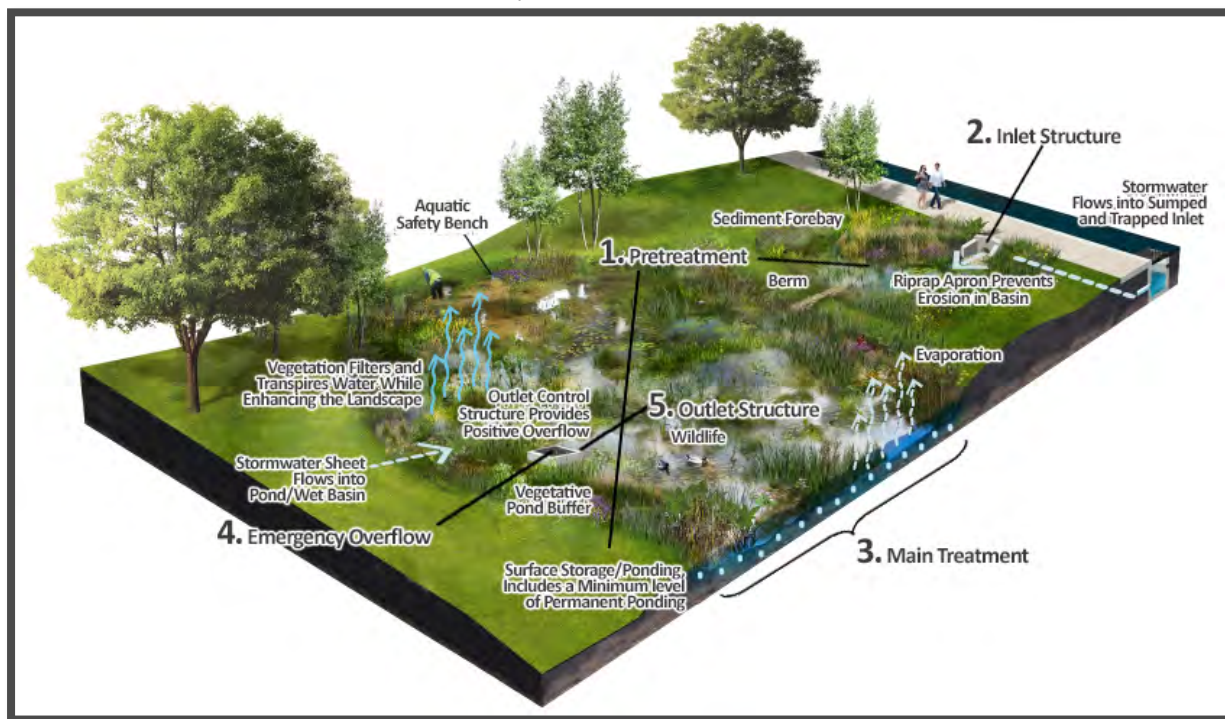 2. Inlet Structure
Stormwater
Flows into Sumped
and Trapped Inlet
Aquatic
Safety Bench
Sediment Forebay
1. Pretreatment
Berm
Riprap Apron Prevents
Erosion in Basin
Evaporation
Vegetation Filters and
Transpires Water While
Enhancing the Landscape
Outlet Control
Structure Provides
Positive Overflow
5. Outlet Structure
Wildlife
Stormwater Sheet
Flows into
Pond/Wet Basin
Vegetative
Pond Buffer
4. Emergency Overflow
3. Main Treatment
Surface Storage/Ponding,
Includes a Minimum level
of Permanent Ponding